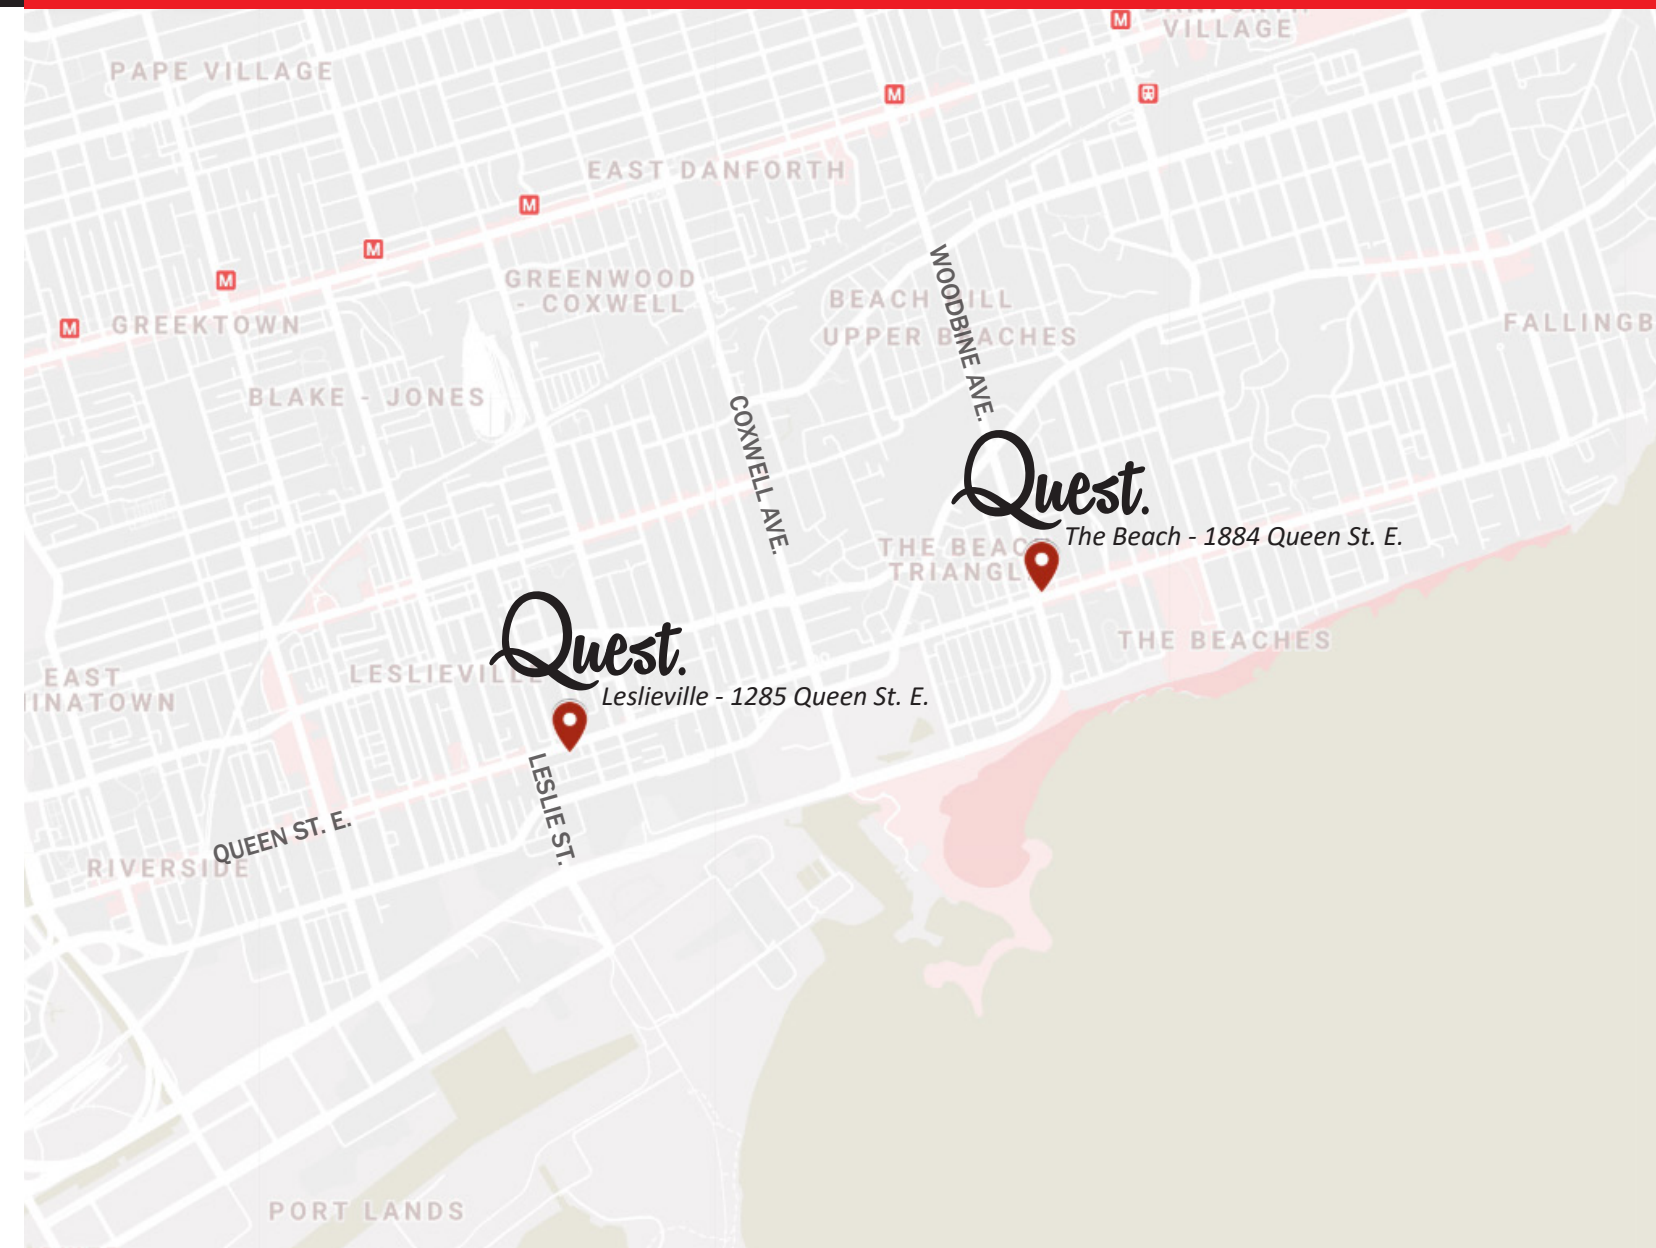 VILLAGE
PAPE VILLAGE
M
M
EAST DANFORTH
M
M
M
M
GREENWOOD
- COXWELL
GREEKTOWN
BEACH HILL
UPPER BEACHES
WOODBINE AVE.
FALLINGB
BLAKE - JONES
COXWELL AVE.
Quest.
The Beach - 1884 Queen St. E.
THE BEAC
TRIANGL
Quest.
Leslieville - 1285 Queen St. E.
THE BEACHES
LESLIEVILLE
EAST
INATOWN
LESLIE ST.
QUEEN ST. E.
RIVERSIDE
PORT LANDS